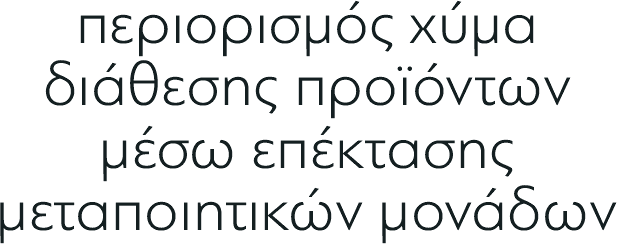 περιορισμός χύμα
διάθεσης προϊόντων
μέσω επέκτασης
μεταποιητικών μονάδων